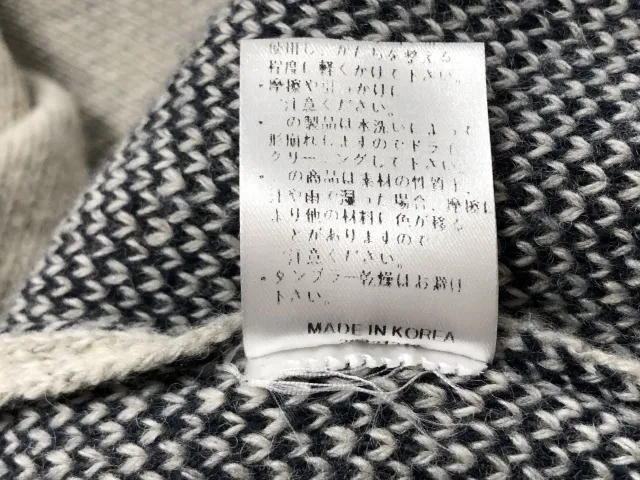 使用し、かたちを整える
程度に軽くかけて下さい。
・摩擦や引っかけに
ご注意ください。
・この製品は水洗いによって
形崩れしますのでドライ
クリーニングして下さい。
・この商品は素材の性質上、
汗や雨で湿った場合、摩擦に
より他の材料に色が移る
ことがありますので
ご注意ください。
・タンブラー乾燥はお避け
下さい。
MADE IN KOREA